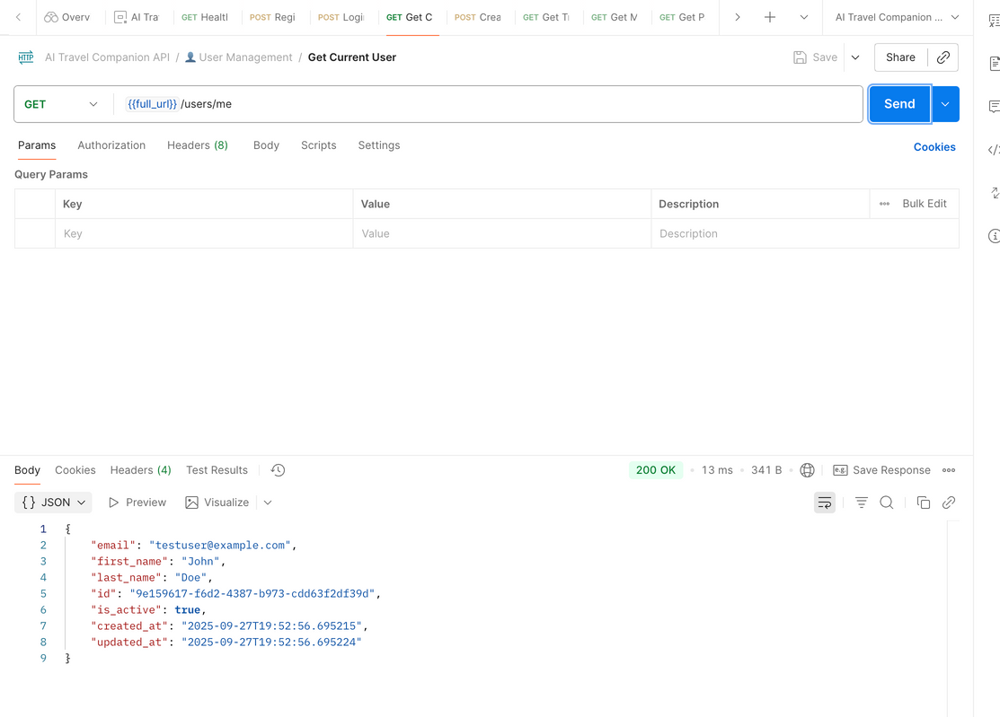 Overv AI Tra GET Healtl POST Regi POST Logi GET Get C POST Crea GET Get Ti GET Get M GET Get P AI Travel Companion ...
HTTP AI Travel Companion API / User Management / Get Current User Save Share
GET {{full_url}} /users/me Send
Params Authorization Headers (8) Body Scripts Settings Cookies
Query Params
Key Value Description ••• Bulk Edit
Key Value Description
Body Cookies Headers (4) Test Results 200 OK • 13 ms • 341 B • e.g. Save Response •••
{ } JSON Preview Visualize
1 {
2 "email": "testuser@example.com",
3 "first_name": "John",
4 "last_name": "Doe",
5 "id": "9e159617-f6d2-4387-b973-cdd63f2df39d",
6 "is_active": true,
7 "created_at": "2025-09-27T19:52:56.695215",
8 "updated_at": "2025-09-27T19:52:56.695224"
9 }